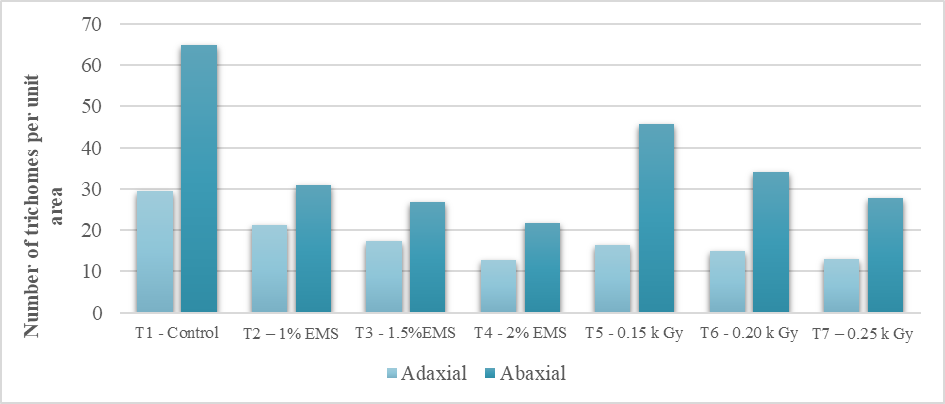 70
60
50
40
30
20
10
0
Number of trichomes per unit
area
T1 - Control
T2 – 1% EMS
T3 - 1.5%EMS
T4 - 2% EMS
T5 - 0.15 k Gy
T6 - 0.20 k Gy
T7 – 0.25 k Gy
Adaxial
Abaxial